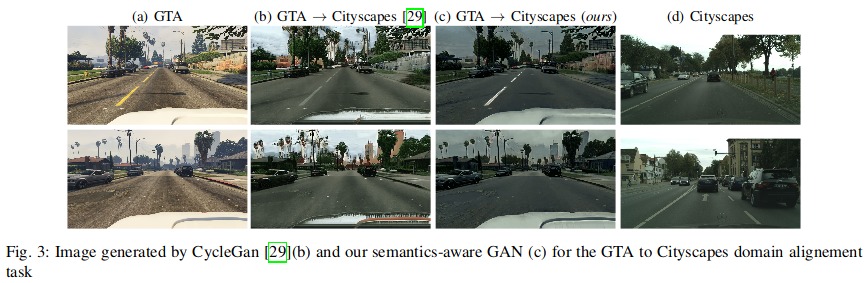 (a) GTA (b) GTA → Cityscapes [29] (c) GTA → Cityscapes (ours) (d) Cityscapes
Fig. 3: Image generated by CycleGan [29](b) and our semantics-aware GAN (c) for the GTA to Cityscapes domain alignement
task